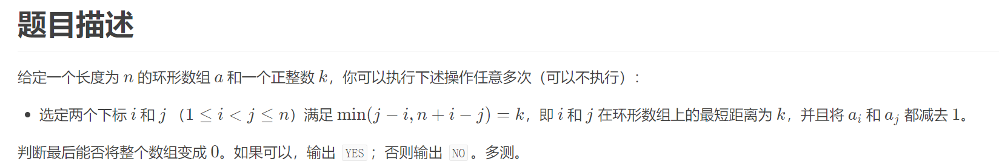 题目描述
给定一个长度为 n 的环形数组 a 和一个正整数 k，你可以执行下述操作任意多次（可以不执行）：
• 选定两个下标 i 和 j （1 ≤ i < j ≤ n）满足 min(j − i, n + i − j) = k，即 i 和 j 在环形数组上的最短距离为 k，并且将 a_i 和 a_j 都减去 1。
判断最后能否将整个数组变成 0。如果可以，输出 YES ；否则输出 NO 。多测。